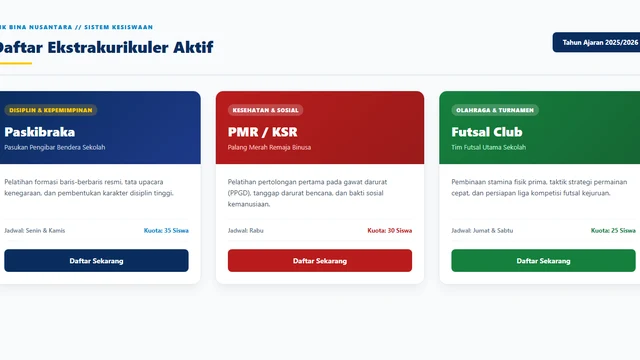 IK BINA NUSANTARA // SISTEM KESISWAAN
Daftar Ekstrakurikuler Aktif
Tahun Ajaran 2025/2026
DISIPLIN & KEPEMIMPINAN
Paskibraka
Pasukan Pengibar Bendera Sekolah
Pelatihan formasi baris-berbaris resmi, tata upacara
kenegaraan, dan pembentukan karakter disiplin tinggi.
Jadwal: Senin & Kamis
Kuota: 35 Siswa
Daftar Sekarang
KESEHATAN & SOSIAL
PMR / KSR
Palang Merah Remaja Binusa
Pelatihan pertolongan pertama pada gawat darurat
(PPGD), tanggap darurat bencana, dan bakti sosial
kemanusiaan.
Jadwal: Rabu
Kuota: 30 Siswa
Daftar Sekarang
OLAHRAGA & TURNAMEN
Futsal Club
Tim Futsal Utama Sekolah
Pembinaan stamina fisik prima, taktik strategi permainan
cepat, dan persiapan liga kompetisi futsal kejuruan.
Jadwal: Jumat & Sabtu
Kuota: 25 Siswa
Daftar Sekarang